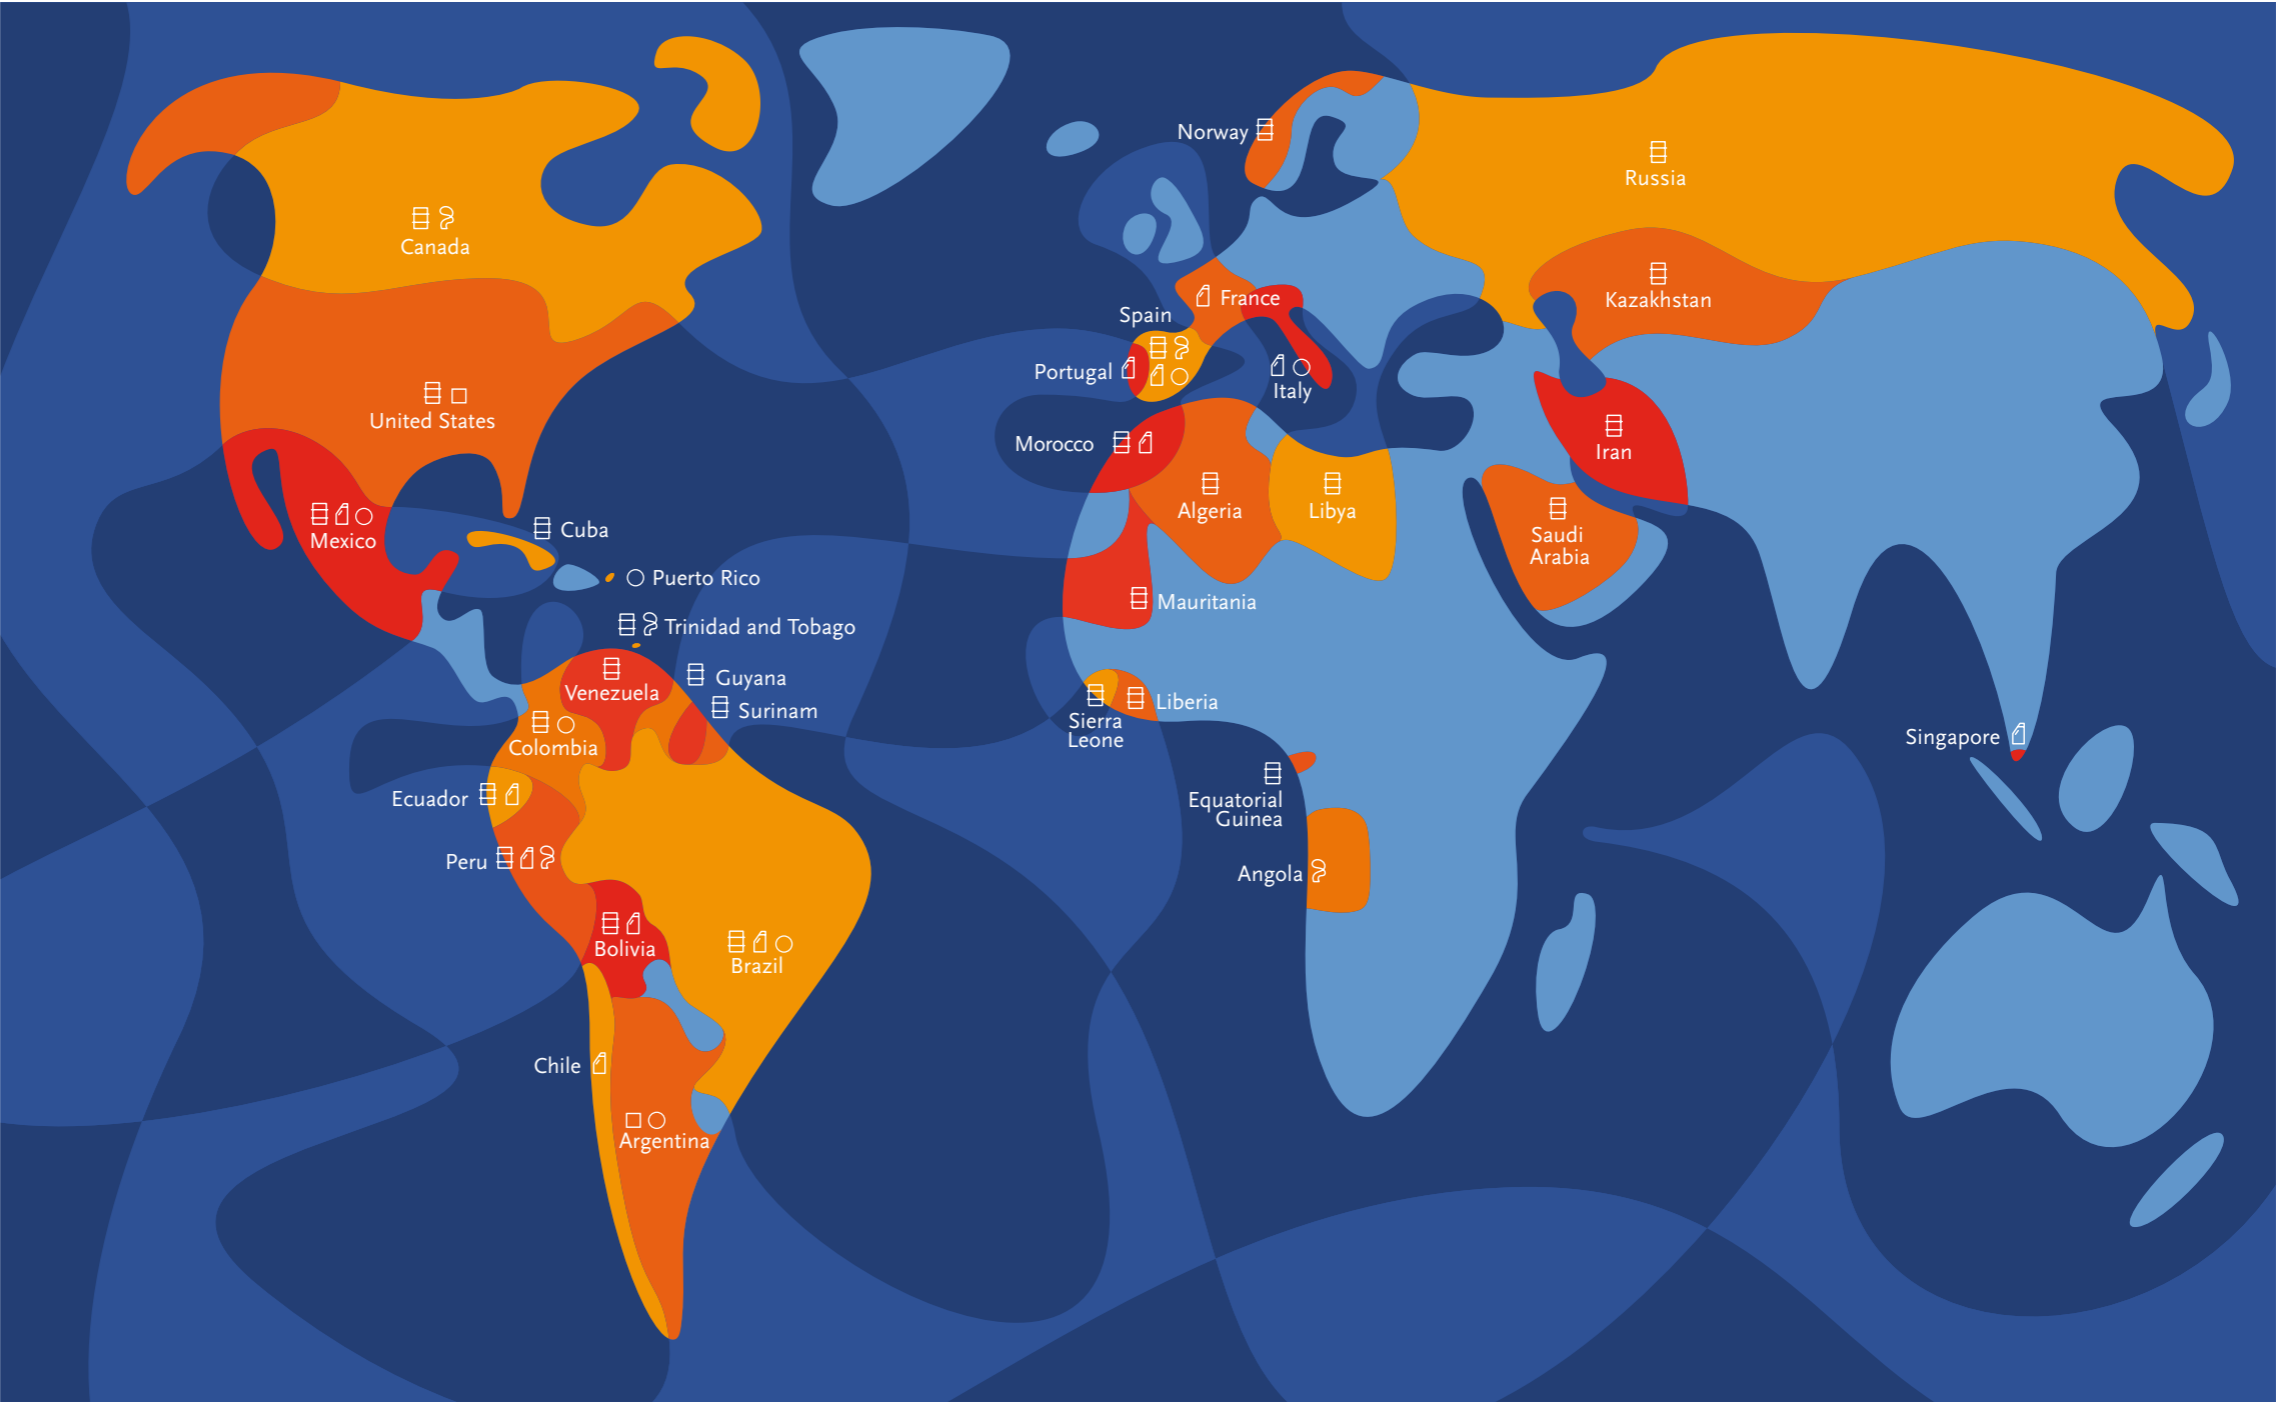 Norway
Russia
Canada
Kazakhstan
France
Spain
Portugal
Italy
United States
Morocco
Iran
Algeria
Libya
Saudi
Arabia
Mexico
Cuba
Puerto Rico
Mauritania
Trinidad and Tobago
Guyana
Venezuela
Surinam
Liberia
Sierra
Leone
Colombia
Singapore
Ecuador
Equatorial
Guinea
Peru
Angola
Bolivia
Brazil
Chile
Argentina